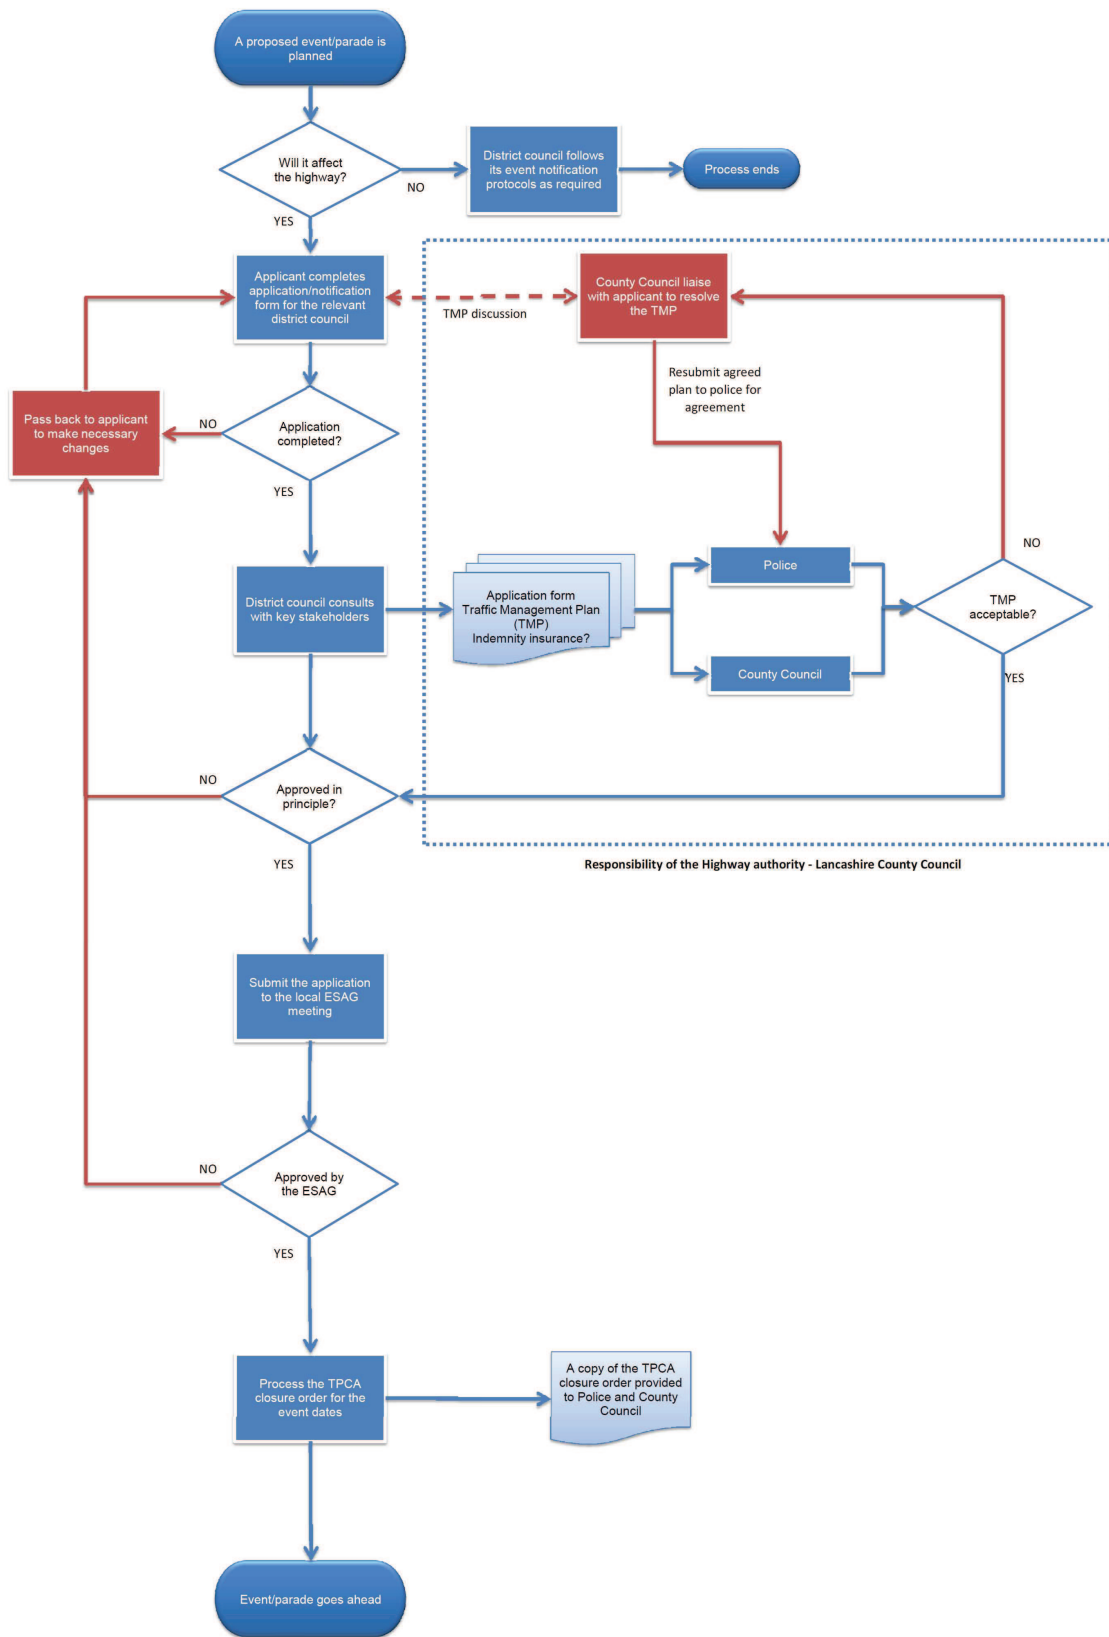 A proposed event/parade is
planned
Will it affect
the highway?
NO
District council follows
its event notification
protocols as required
Process ends
YES
Applicant completes
application/notification
form for the relevant
district council
TMP discussion
County Council liaise
with applicant to resolve
the TMP
Resubmit agreed
plan to police for
agreement
Pass back to applicant
to make necessary
changes
NO
Application
completed?
YES
District council consults
with key stakeholders
Application form
Traffic Management Plan
(TMP)
Indemnity insurance?
Police
County Council
NO
TMP
acceptable?
YES
NO
Approved in
principle?
YES
Responsibility of the Highway authority - Lancashire County Council
Submit the application
to the local ESAG
meeting
NO
Approved by
the ESAG
YES
Process the TPCA
closure order for the
event dates
A copy of the TPCA
closure order provided
to Police and County
Council
Event/parade goes ahead